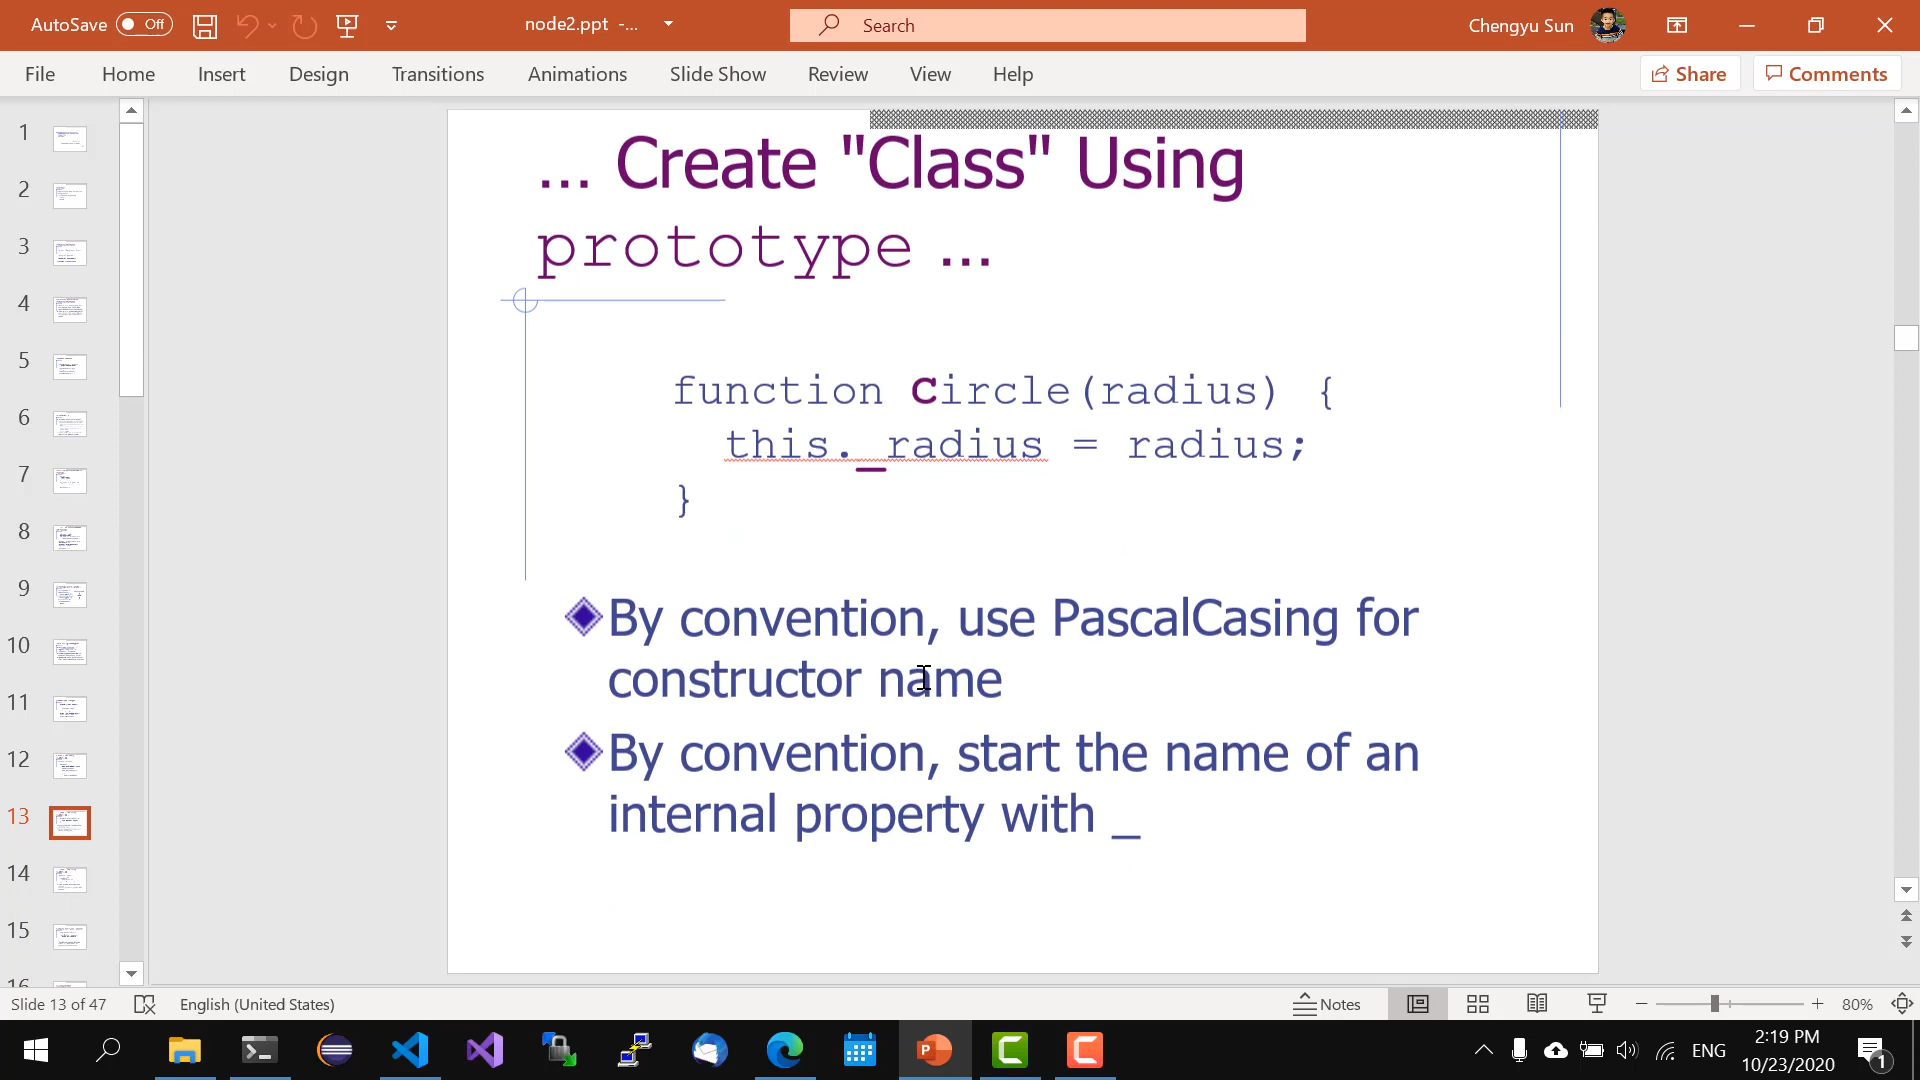 AutoSave Off node2.ppt -... Search Chengyu Sun
File Home Insert Design Transitions Animations Slide Show Review View Help Share Comments
1
2
3
4
5
6
7
8
9
10
11
12
13
14
15
... Create "Class" Using
prototype ...
function Circle(radius) {
this._radius = radius;
}
By convention, use PascalCasing for
constructor name
By convention, start the name of an
internal property with _
Slide 13 of 47 English (United States) Notes 80%
ENG 2:19 PM
10/23/2020 1